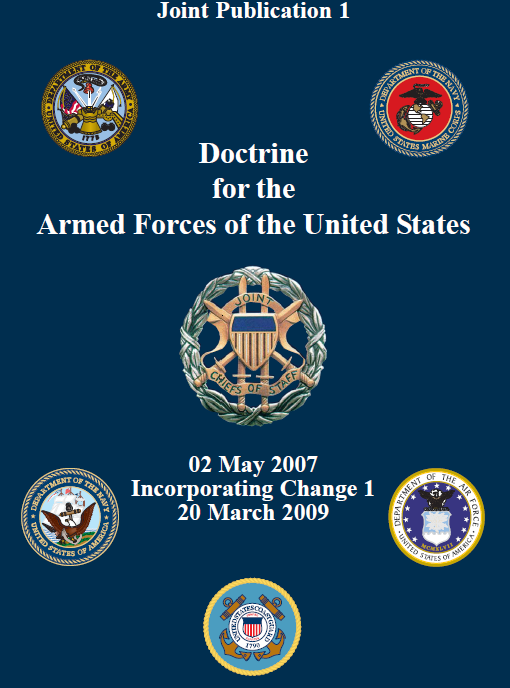 Joint Publication 1
DEPARTMENT OF THE ARMY
UNITED STATES OF AMERICA
1778
DEPARTMENT OF THE NAVY
UNITED STATES MARINE CORPS
Doctrine
for the
Armed Forces of the United States
JOINT
CHIEFS OF STAFF
02 May 2007
Incorporating Change 1
20 March 2009
DEPARTMENT OF THE NAVY
UNITED STATES OF AMERICA
DEPARTMENT OF THE AIR FORCE
MCMXLVII
UNITED STATES OF AMERICA
UNITED STATES COAST GUARD
1790